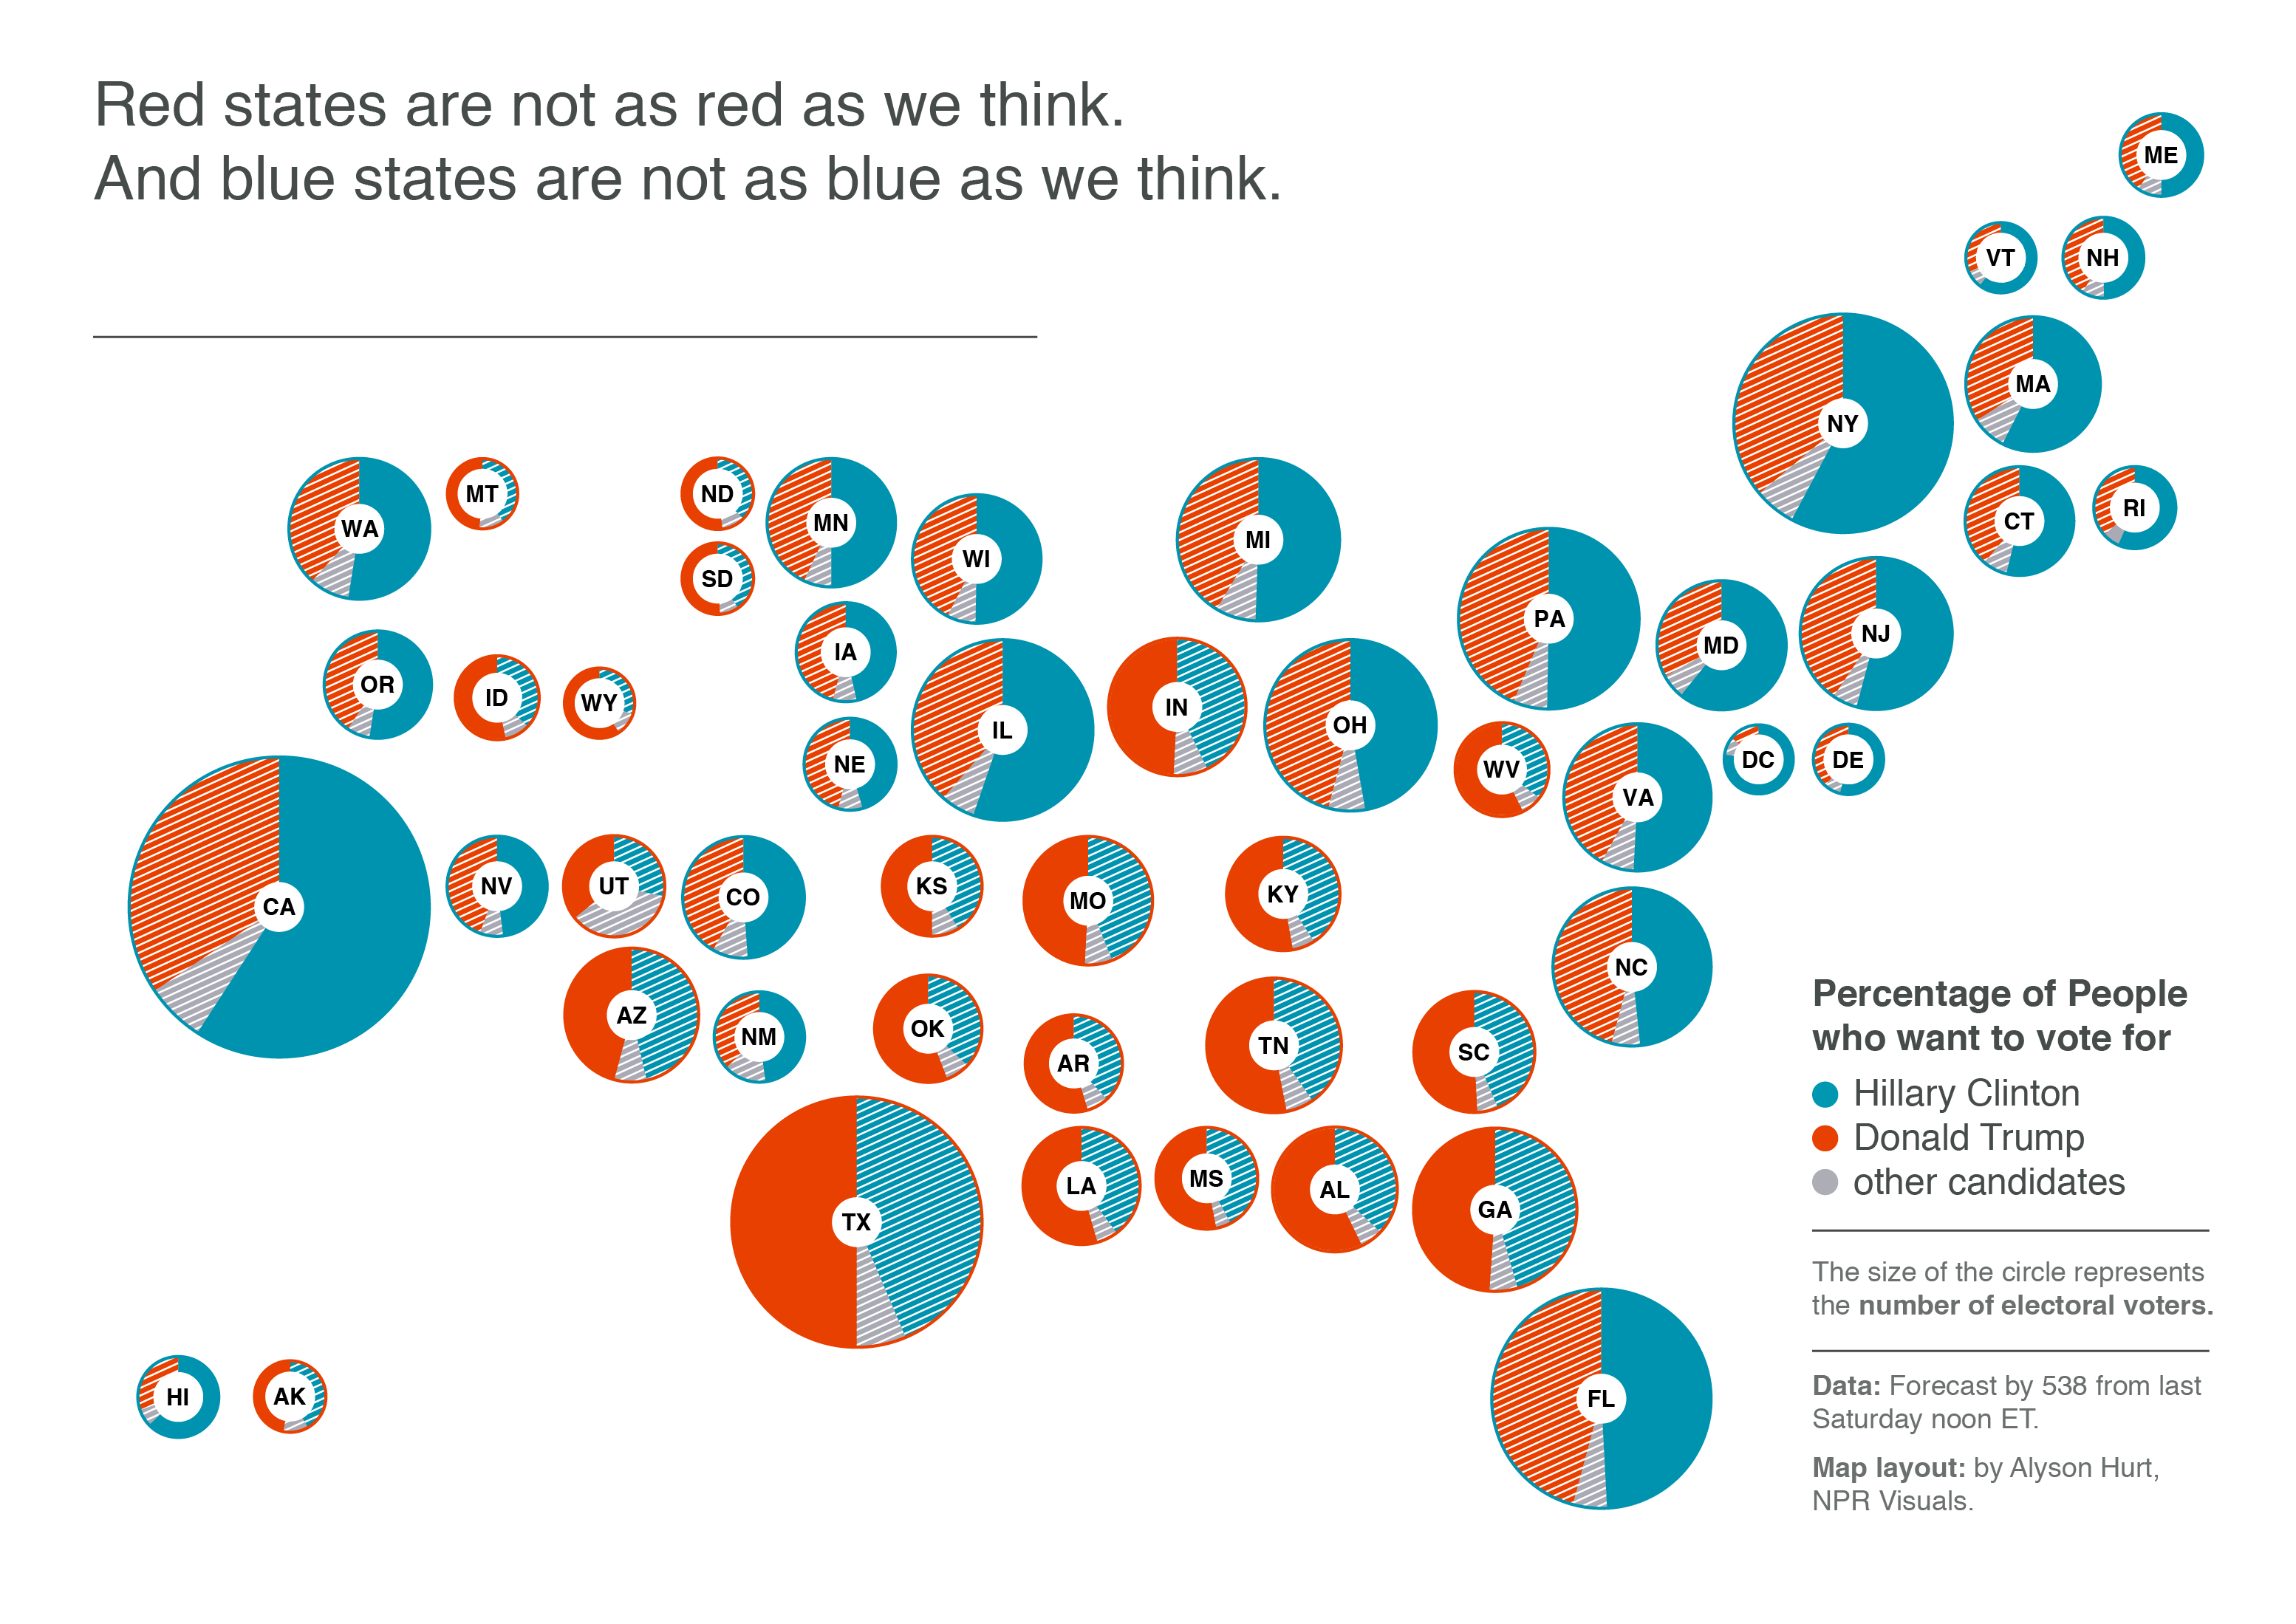 Red states are not as red as we think.
And blue states are not as blue as we think.
ME
VT
NH
NY
MA
WA
MT
ND
MN
WI
MI
CT
RI
SD
PA
MD
NJ
OR
ID
WY
IA
IL
IN
OH
NE
WV
VA
DC
DE
CA
NV
UT
CO
KS
MO
KY
NC
AZ
NM
OK
AR
TN
SC
TX
LA
MS
AL
GA
HI
AK
FL
Percentage of People
who want to vote for
Hillary Clinton
Donald Trump
other candidates
The size of the circle represents
the number of electoral voters.
Data: Forecast by 538 from last
Saturday noon ET.
Map layout: by Alyson Hurt,
NPR Visuals.